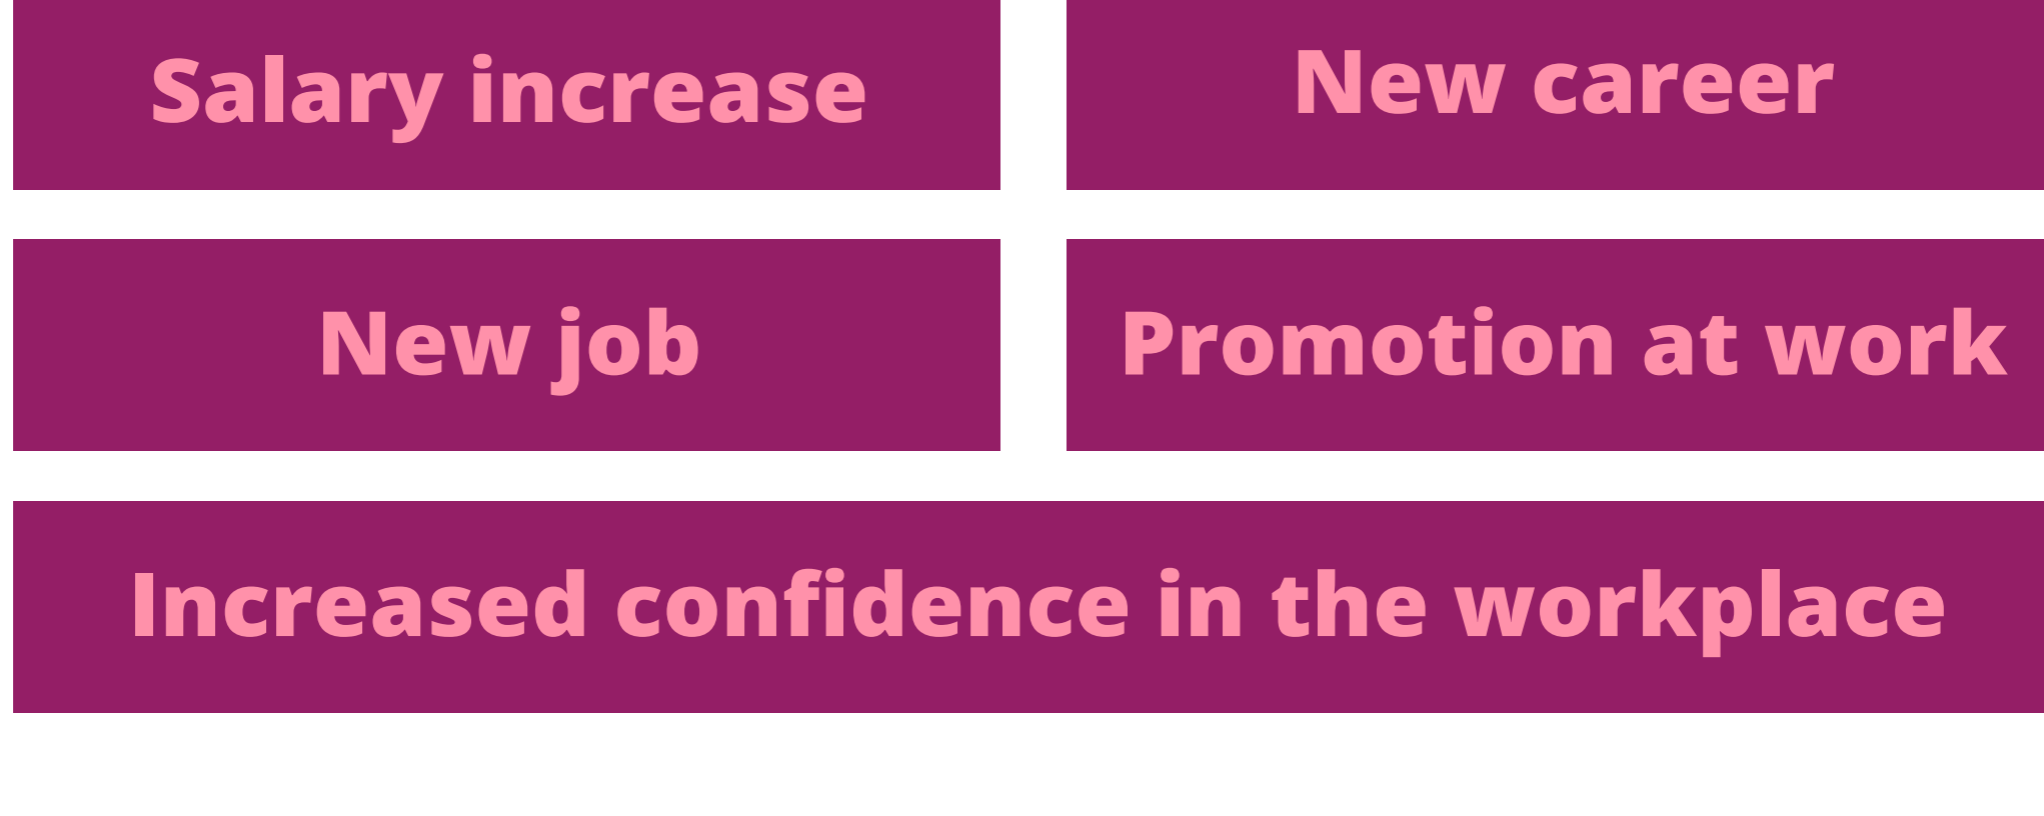 Salary increase
New career
New job
Promotion at work
Increased confidence in the workplace